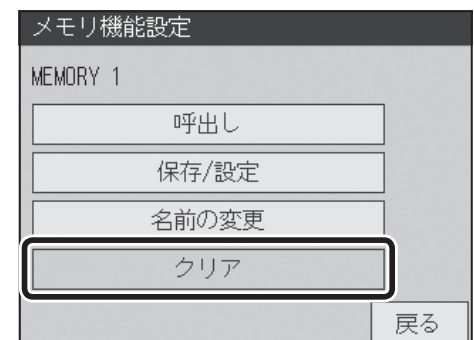 メモリ機能設定
MEMORY 1
呼出し
保存/設定
名前の変更
クリア
戻る